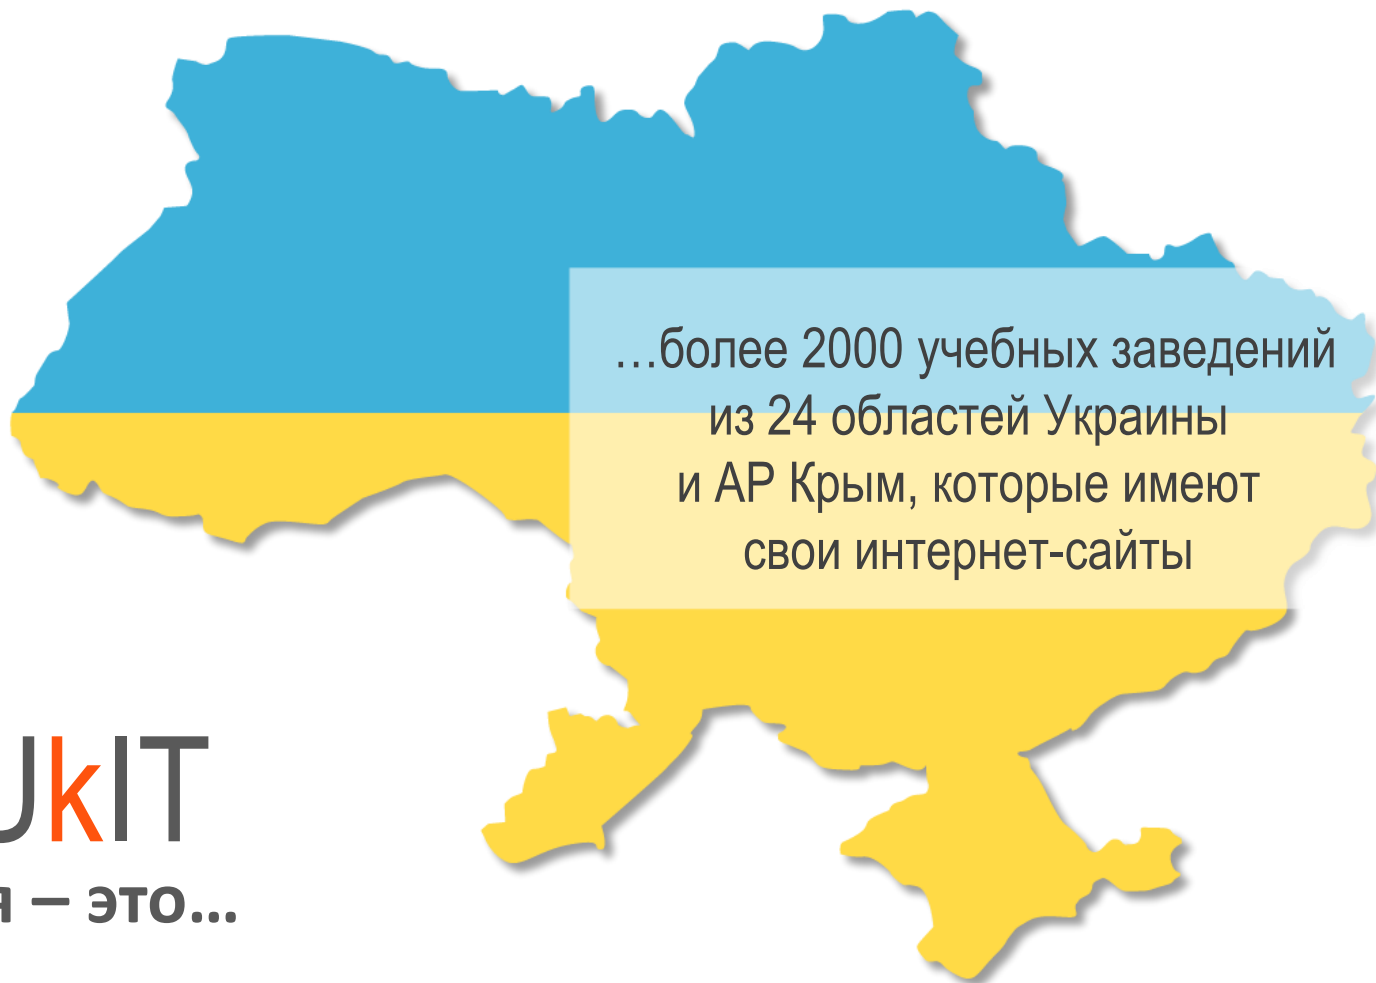 …более 2000 учебных заведений
из 24 областей Украины
и АР Крым, которые имеют
свои интернет-сайты
UkIT
я – это...